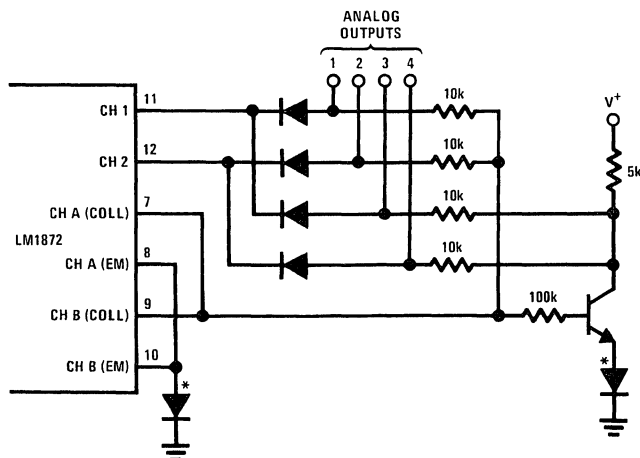 ANALOG
OUTPUTS
1 2 3 4
CH 1 11
10k
V+
CH 2 12
10k
5k
CH A (COLL) 7
10k
LM1872
CH A (EM) 8
10k
CH B (COLL) 9
100k
CH B (EM) 10
*
*